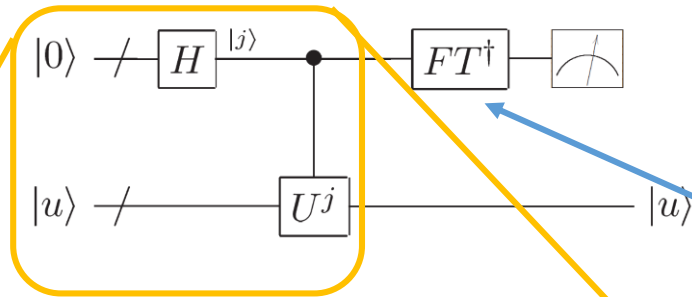 |0⟩ H |j⟩ FT†
|u⟩ U^j |u⟩